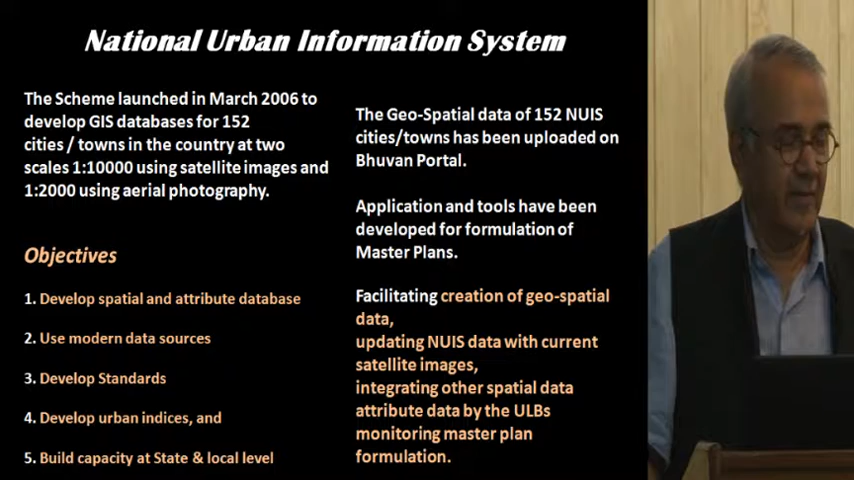 National Urban Information System
The Scheme launched in March 2006 to
develop GIS databases for 152
cities / towns in the country at two
scales 1:10000 using satellite images and
1:2000 using aerial photography.
Objectives
1. Develop spatial and attribute database
2. Use modern data sources
3. Develop Standards
4. Develop urban indices, and
5. Build capacity at State & local level
The Geo-Spatial data of 152 NUIS
cities/towns has been uploaded on
Bhuvan Portal.
Application and tools have been
developed for formulation of
Master Plans.
Facilitating creation of geo-spatial
data,
updating NUIS data with current
satellite images,
integrating other spatial data
attribute data by the ULBs
monitoring master plan
formulation.